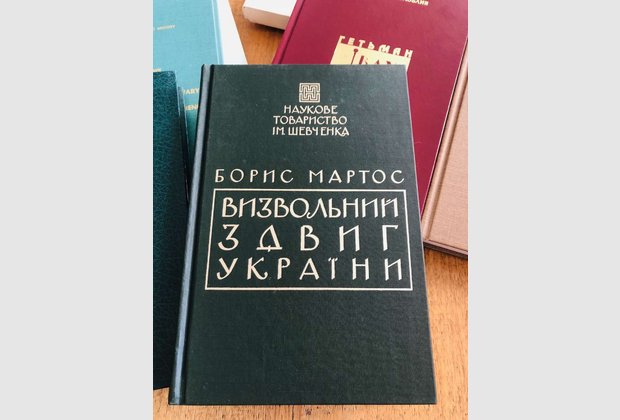 НАУКОВЕ
ТОВАРИСТВО
ІМ. ШЕВЧЕНКА
БОРИС МАРТОС
ВИЗВОЛЬНИЙ
ЗДВИГ
УКРАЇНИ
ГЕТЬМАН